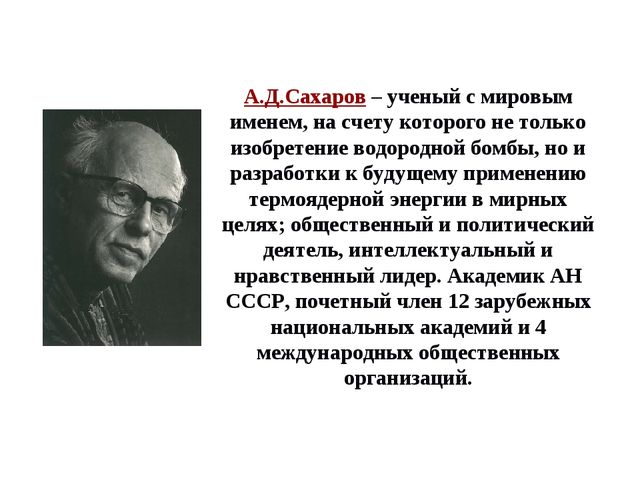 А.Д.Сахаров – ученый с мировым
именем, на счету которого не только
изобретение водородной бомбы, но и
разработки к будущему применению
термоядерной энергии в мирных
целях; общественный и политический
деятель, интеллектуальный и
нравственный лидер. Академик АН
СССР, почетный член 12 зарубежных
национальных академий и 4
международных общественных
организаций.